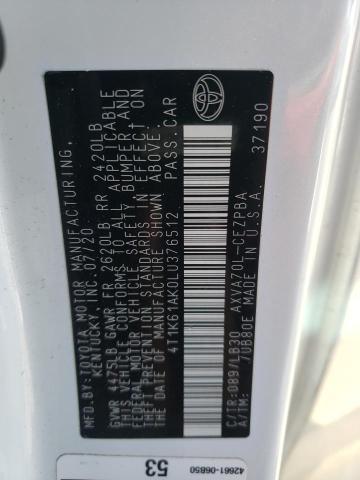 MFD. BY: TOYOTA MOTOR MANUFACTURING
KENTUCKY, INC. 07/20
GVWR 4475LB GAWR FR 2620LB RR 2420LB
THIS VEHICLE CONFORMS TO ALL APPLICABLE
FEDERAL MOTOR VEHICLE SAFETY, BUMPER, AND
THEFT PREVENTION STANDARDS IN EFFECT ON
THE DATE OF MANUFACTURE SHOWN ABOVE.
4T1K61AK0LU376512 PASS.CAR
C/TR: 089/LB30 AXVA70L-CEZPBA
A/TM: -/UB80E MADE IN U.S.A. 37190
42661-06B50
53